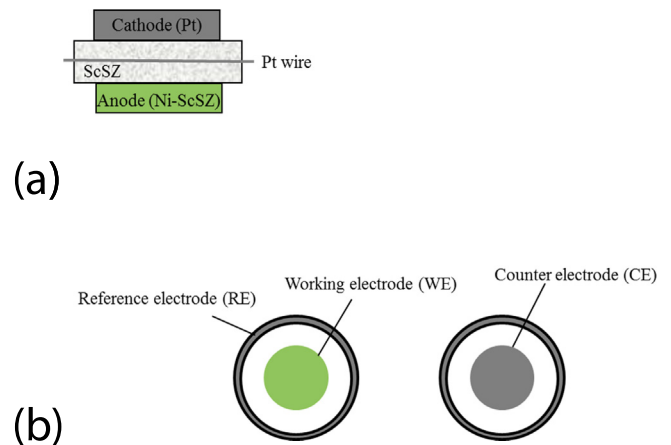 Cathode (Pt)
Pt wire
ScSZ
Anode (Ni-ScSZ)
(a)
Counter electrode (CE)
Working electrode (WE)
Reference electrode (RE)
(b)